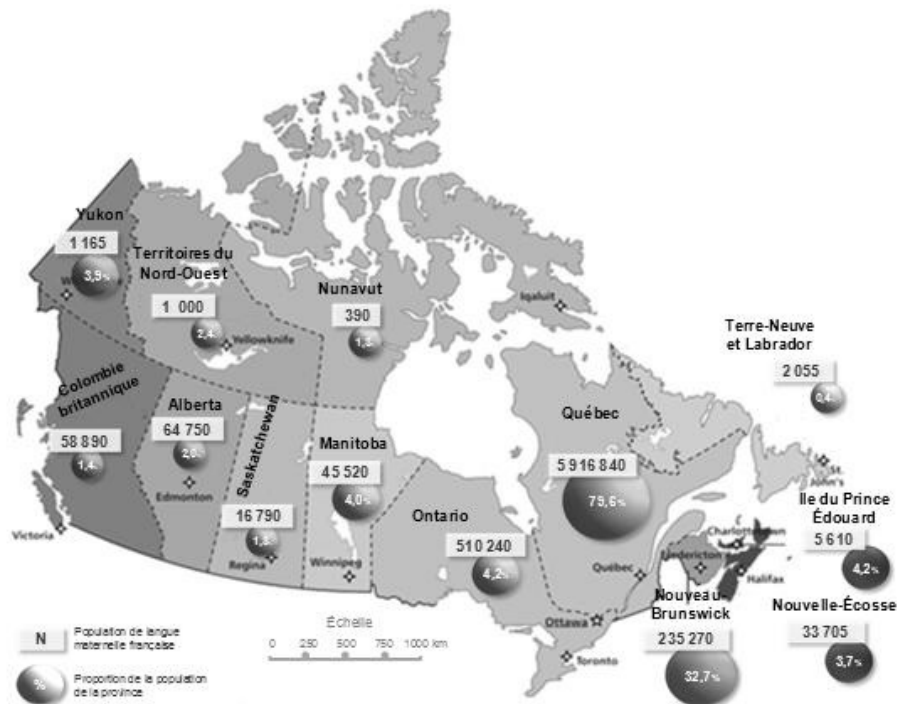 Yukon
1 165
3,9%
Territoires du
Nord-Ouest
1 000
2,4
Yellowknife
Nunavut
390
1,3
Iqaluit
Terre-Neuve
et Labrador
2 055
0,4
St.
John's
Colombie
britannique
58 890
1,4
Victoria
Alberta
64 750
2,0
Edmonton
Saskatchewan
16 790
Regina
Manitoba
45 520
4,0%
Winnipeg
Ontario
510 240
4,2%
Ottawa
Toronto
Québec
5 916 840
79,6%
Québec
Ile du Prince
Édouard
5 610
4,2%
Charlottetown
Fredericton
Halifax
Nouveau-
Brunswick
235 270
32,7%
Nouvelle-Écosse
33 705
3,7%
Échelle
0 250 500 750 1000 km
N
Population de langue
maternelle française
%
Proportion de la population
de la province